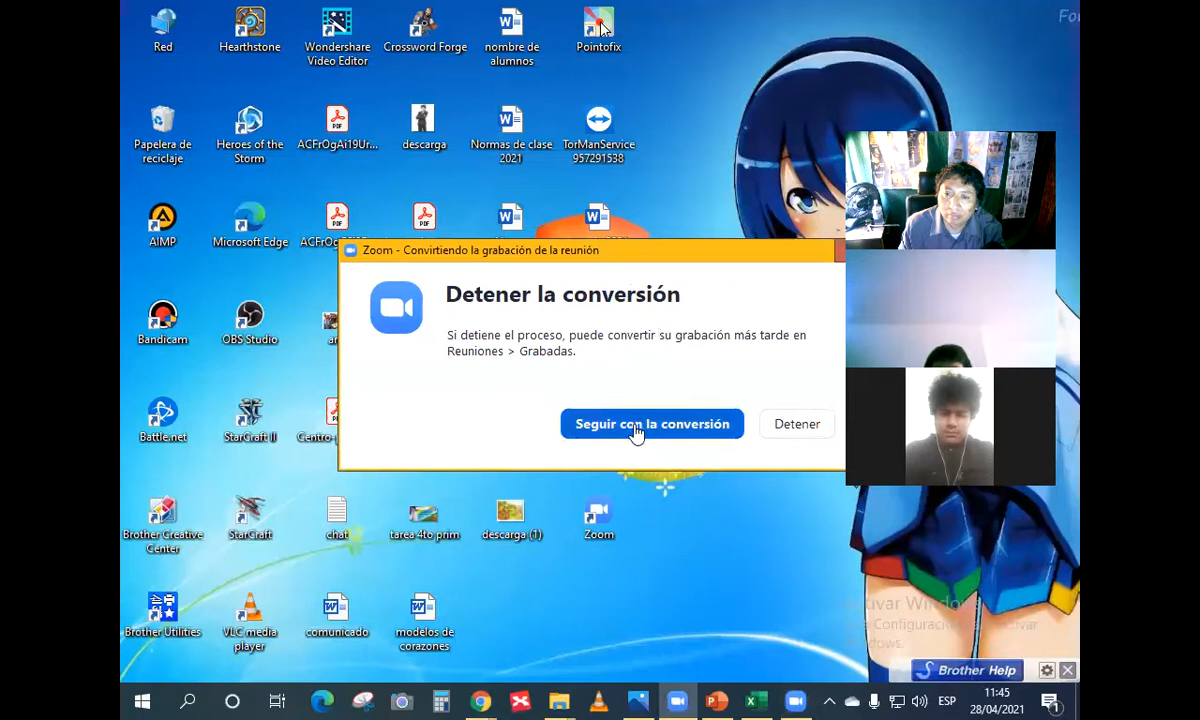 Red
Hearthstone
Wondershare
Video Editor
Crossword Forge
nombre de
alumnos
Pointofix
Papelera de
reciclaje
Heroes of the
Storm
ACFrOgAi19Ur...
descarga
Normas de clase
2021
TorManService
957291538
AIMP
Microsoft Edge
Zoom - Convirtiendo la grabación de la reunión
Detener la conversión
Si detiene el proceso, puede convertir su grabación más tarde en
Reuniones > Grabadas.
Seguir con la conversión
Detener
Bandicam
OBS Studio
Battle.net
StarCraft II
Brother Creative
Center
StarCraft
chat
tarea 4to prim
descarga (1)
Zoom
Brother Utilities
VLC media
player
comunicado
modelos de
corazones
Brother Help
ESP
11:45
28/04/2021
1